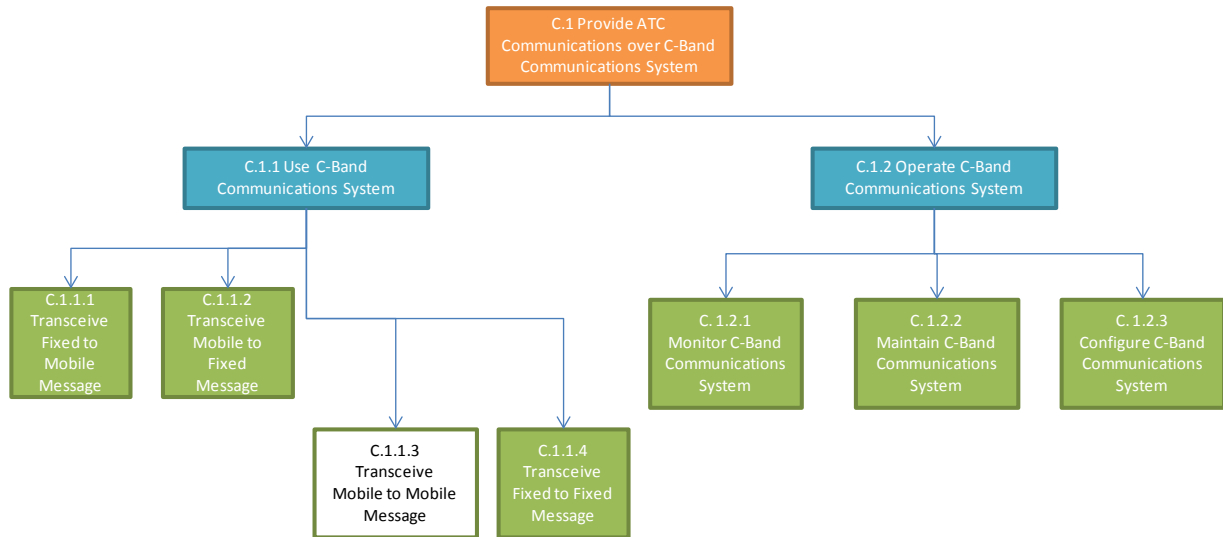 C.1 Provide ATC
Communications over C-Band
Communications System
C.1.1 Use C-Band
Communications System
C.1.2 Operate C-Band
Communications System
C.1.1.1
Transceive
Fixed to
Mobile
Message
C.1.1.2
Transceive
Mobile to
Fixed
Message
C. 1.2.1
Monitor C-Band
Communications
System
C. 1.2.2
Maintain C-Band
Communications
System
C. 1.2.3
Configure C-Band
Communications
System
C.1.1.3
Transceive
Mobile to Mobile
Message
C.1.1.4
Transceive
Fixed to Fixed
Message